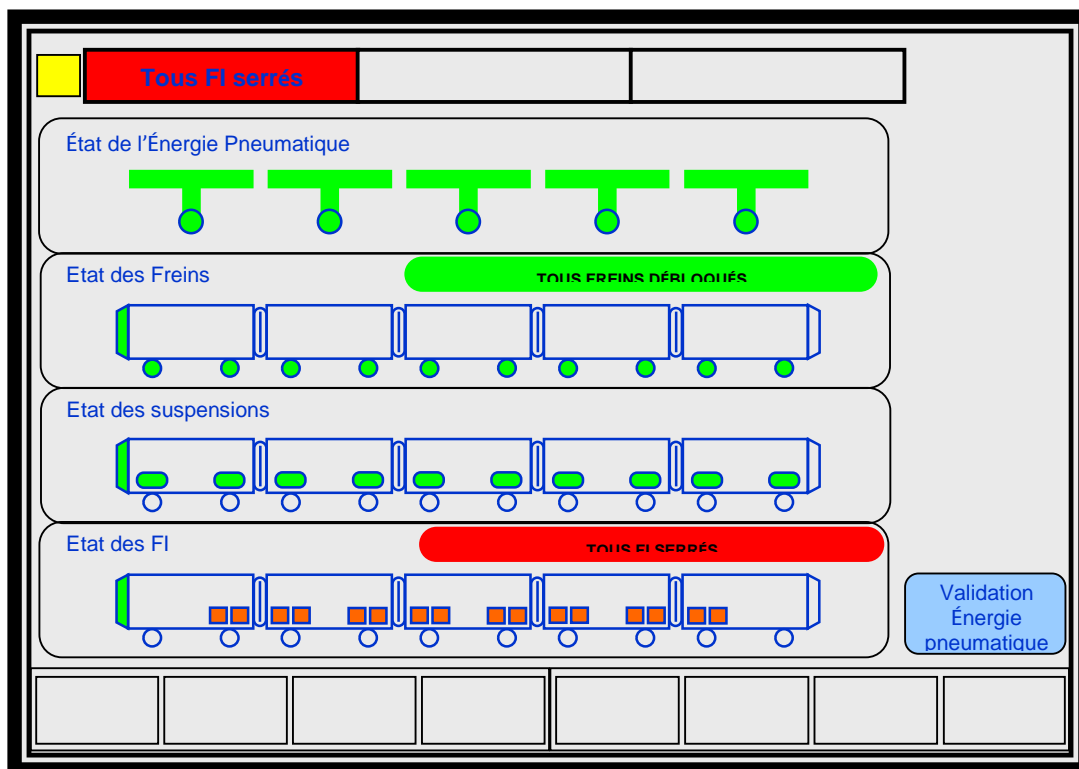 Tous FI serrés
État de l'Énergie Pneumatique
Etat des Freins
TOUS FREINS DÉBLOQUÉS
Etat des suspensions
Etat des FI
TOUS FI SERRÉS
Validation
Énergie
pneumatique